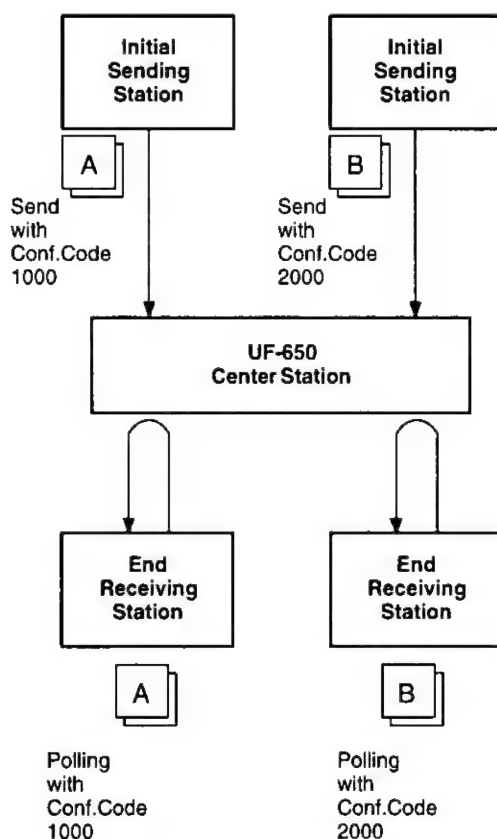 Initial
Sending
Station
Initial
Sending
Station
A
B
Send
with
Conf.Code
1000
Send
with
Conf.Code
2000
UF-650
Center Station
End
Receiving
Station
End
Receiving
Station
A
B
Polling
with
Conf.Code
1000
Polling
with
Conf.Code
2000